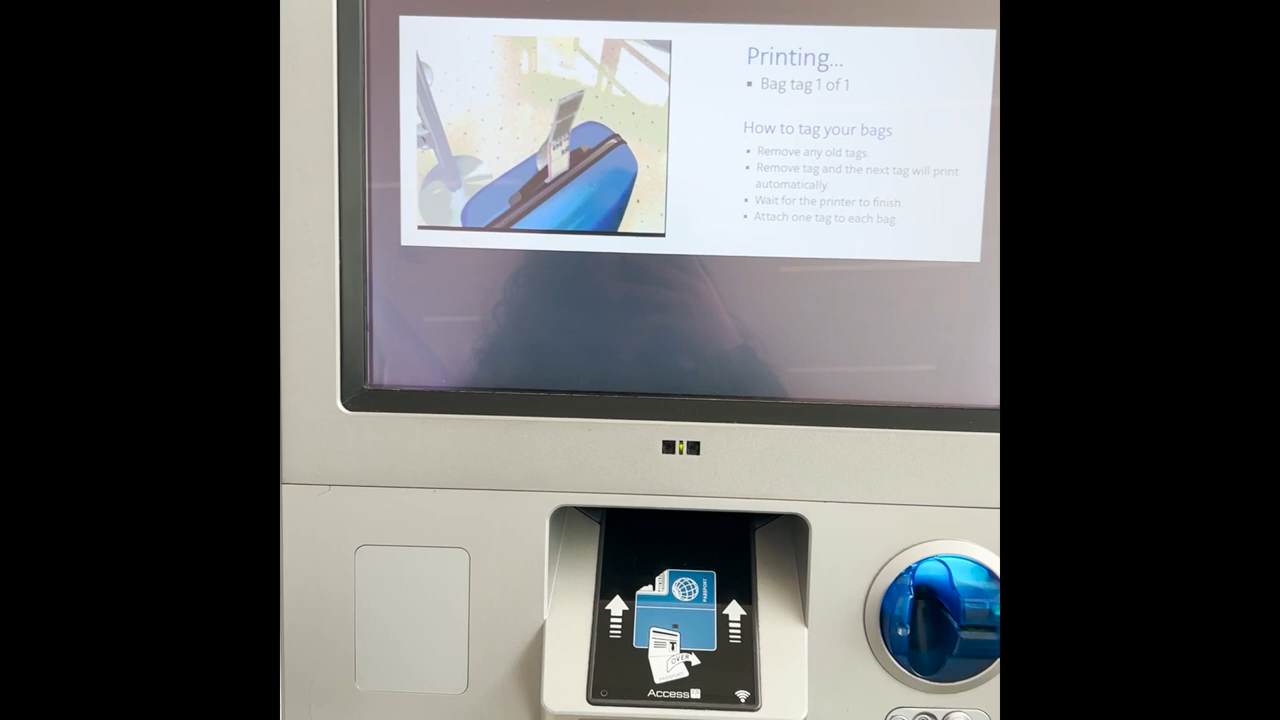 Printing...
▪ Bag tag 1 of 1
How to tag your bags
▪ Remove any old tags.
▪ Remove tag and the next tag will print
automatically
▪ Wait for the printer to finish.
▪ Attach one tag to each bag.
PASSPORT
OVER
PASSPORT
Access